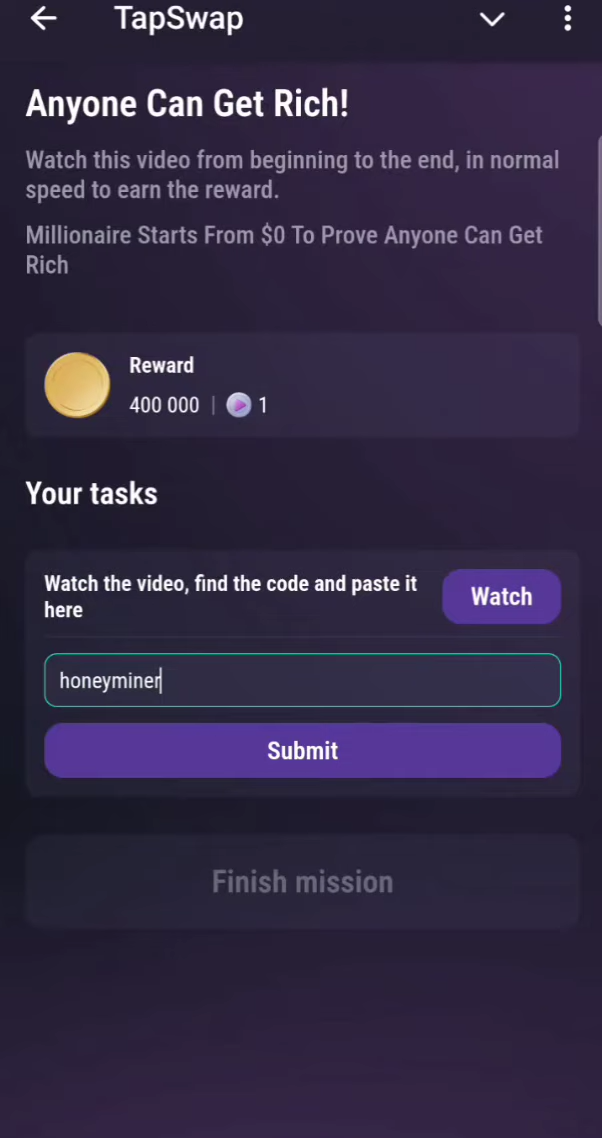 TapSwap
Anyone Can Get Rich!
Watch this video from beginning to the end, in normal
speed to earn the reward.
Millionaire Starts From $0 To Prove Anyone Can Get
Rich
Reward
400 000 | 1
Your tasks
Watch the video, find the code and paste it
here
Watch
honeyminer
Submit
Finish mission